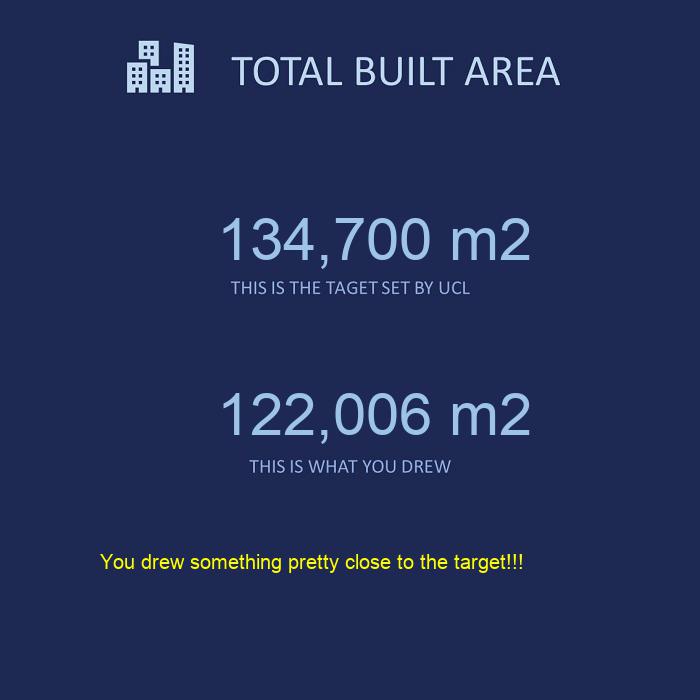 TOTAL BUILT AREA
134,700 m2
THIS IS THE TAGET SET BY UCL
122,006 m2
THIS IS WHAT YOU DREW
You drew something pretty close to the target!!!